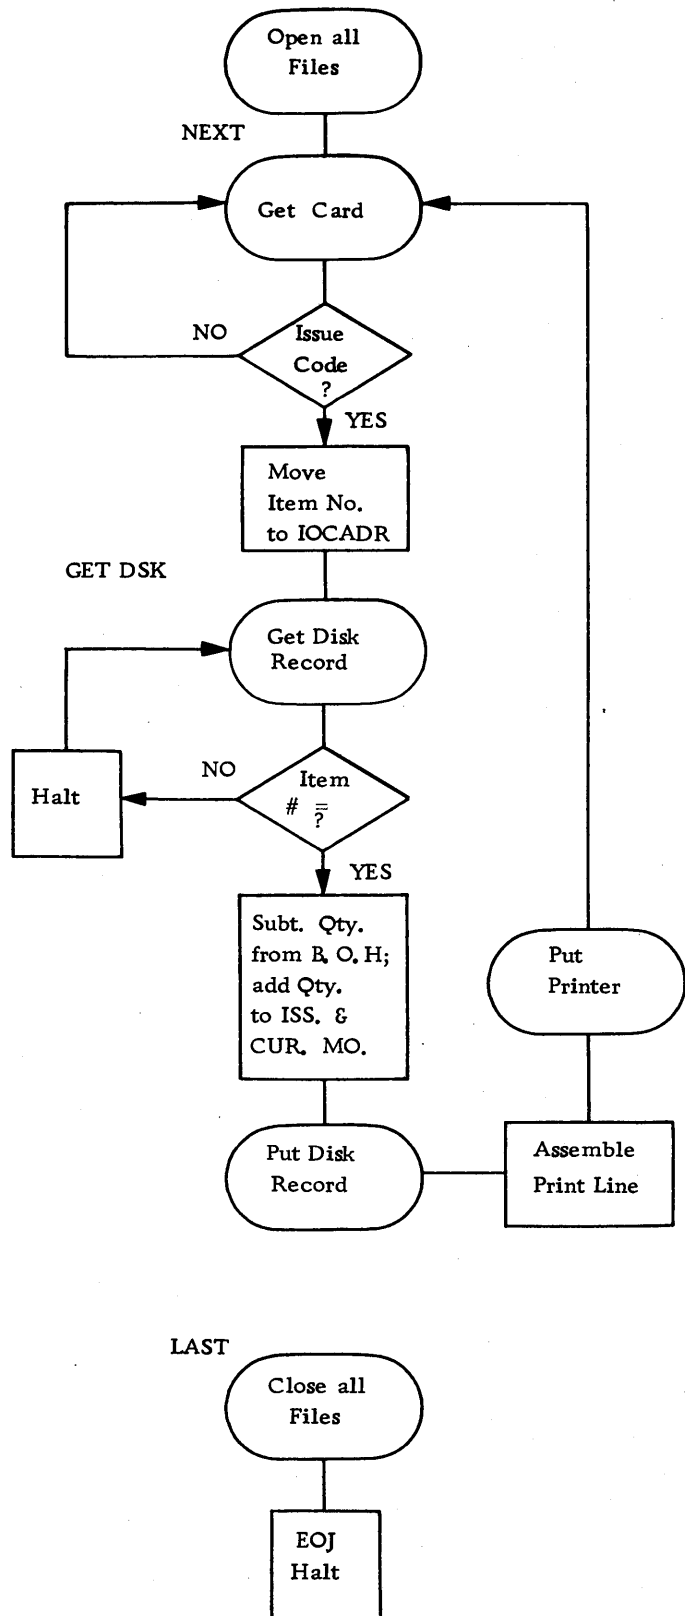 Open all
Files
NEXT
Get Card
NO
Issue
Code
?
YES
Move
Item No.
to IOCADR
GET DSK
Get Disk
Record
NO
Halt
Item
# =
?
YES
Subt. Qty.
from B. O. H;
add Qty.
to ISS. &
CUR. MO.
Put
Printer
Put Disk
Record
Assemble
Print Line
LAST
Close all
Files
EOJ
Halt